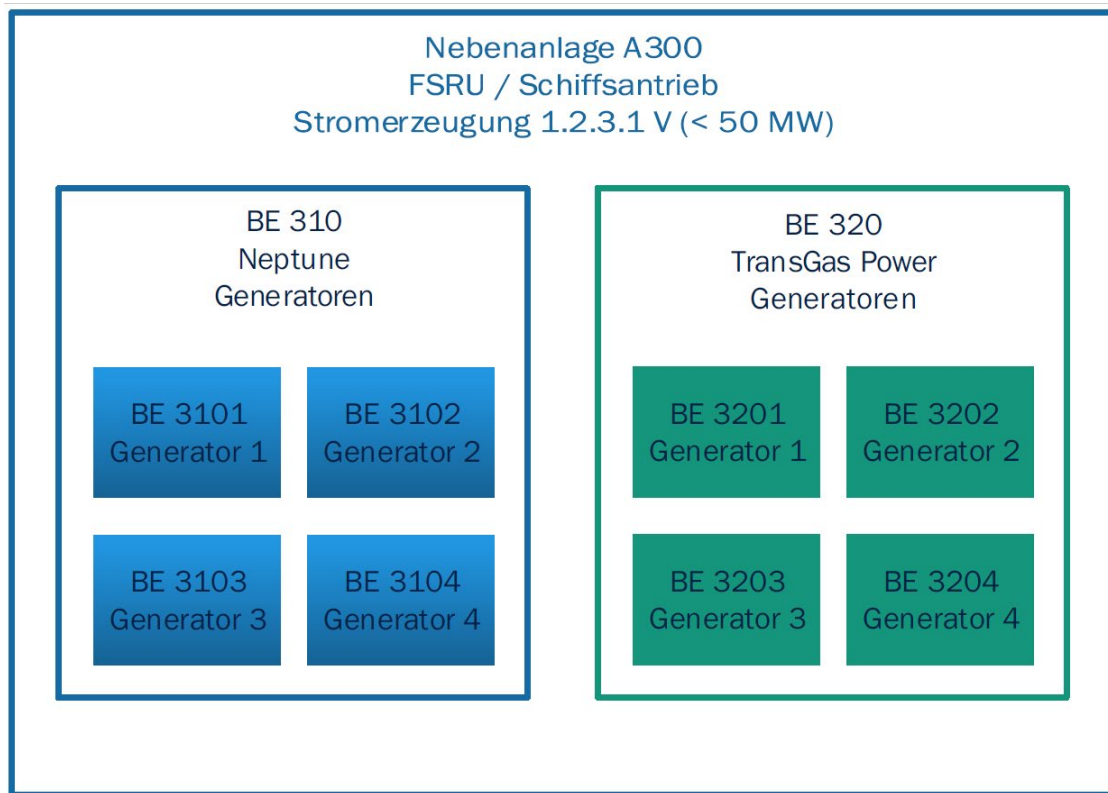 Nebenanlage A300
FSRU / Schiffsantrieb
Stromerzeugung 1.2.3.1 V (< 50 MW)
BE 310
Neptune
Generatoren
BE 3101
Generator 1
BE 3102
Generator 2
BE 3103
Generator 3
BE 3104
Generator 4
BE 320
TransGas Power
Generatoren
BE 3201
Generator 1
BE 3202
Generator 2
BE 3203
Generator 3
BE 3204
Generator 4